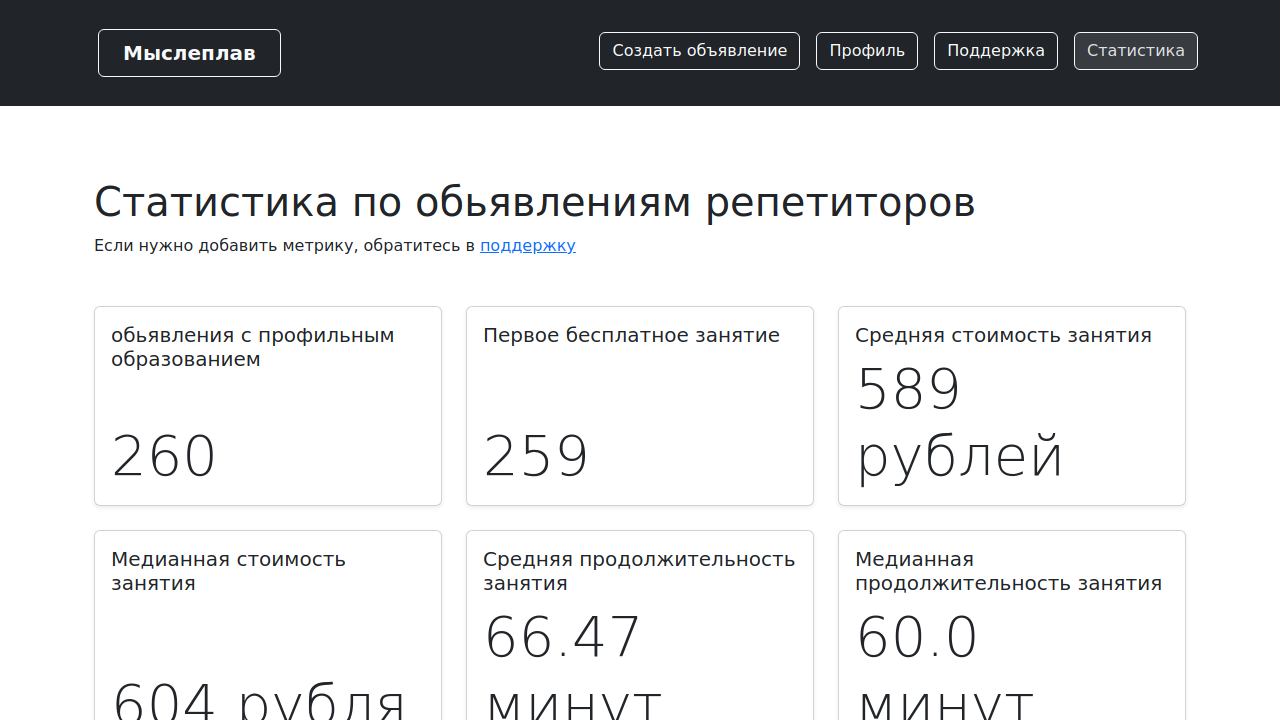 Мыслеплав
Создать объявление
Профиль
Поддержка
Статистика
Статистика по обьявлениям репетиторов
Если нужно добавить метрику, обратитесь в поддержку
обьявления с профильным
образованием
260
Первое бесплатное занятие
259
Средняя стоимость занятия
589
рублей
Медианная стоимость
занятия
604 рубля
Средняя продолжительность
занятия
66.47
минут
Медианная
продолжительность занятия
60.0
минут